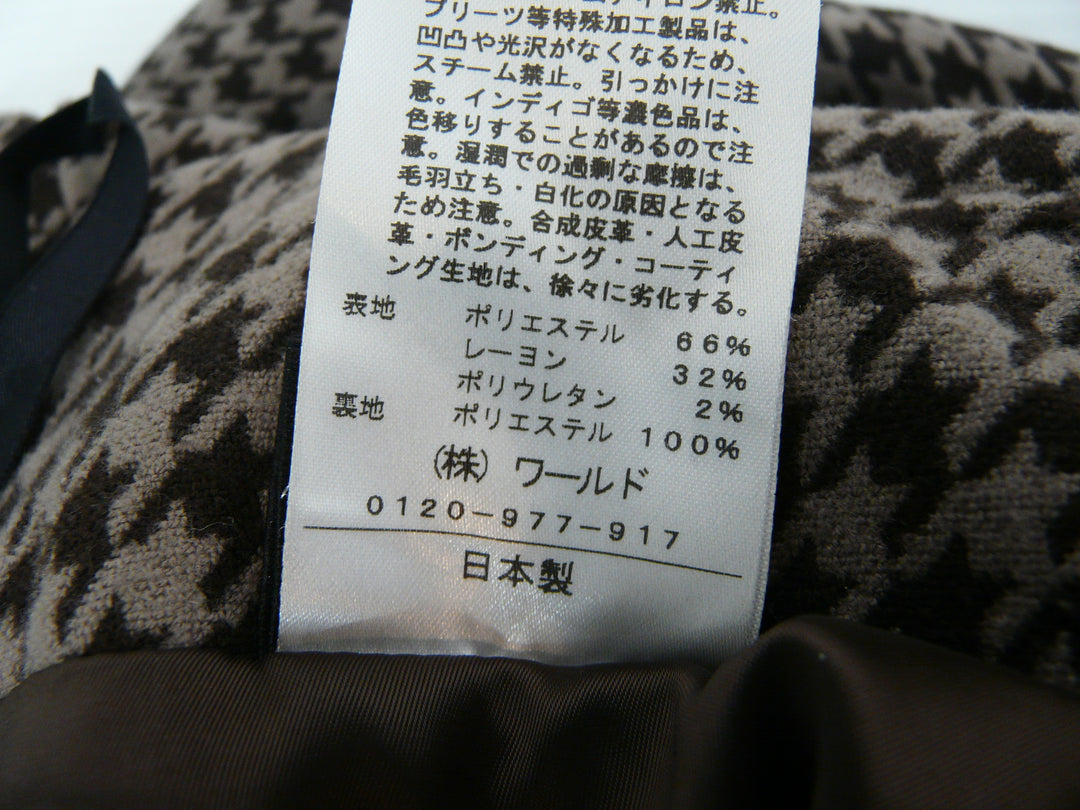 アイロン禁止。
プリーツ等特殊加工製品は、
凹凸や光沢がなくなるため、
スチーム禁止。引っかけに注
意。インディゴ等濃色品は、
色移りすることがあるので注
意。湿潤での過剰な摩擦は、
毛羽立ち・白化の原因となる
ため注意。合成皮革・人工皮
革・ボンディング・コーティ
ング生地は、徐々に劣化する。
表地 ポリエステル 66%
レーヨン 32%
ポリウレタン 2%
裏地 ポリエステル 100%
(株)ワールド
0120-977-917
日本製